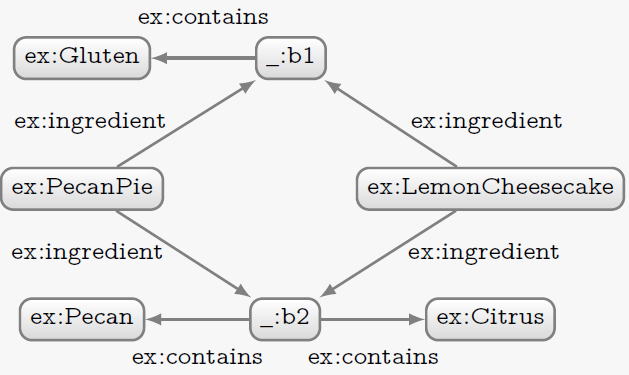 ex:contains
ex:Gluten _:b1
ex:ingredient ex:ingredient
ex:PecanPie ex:LemonCheesecake
ex:ingredient ex:ingredient
ex:Pecan _:b2 ex:Citrus
ex:contains ex:contains